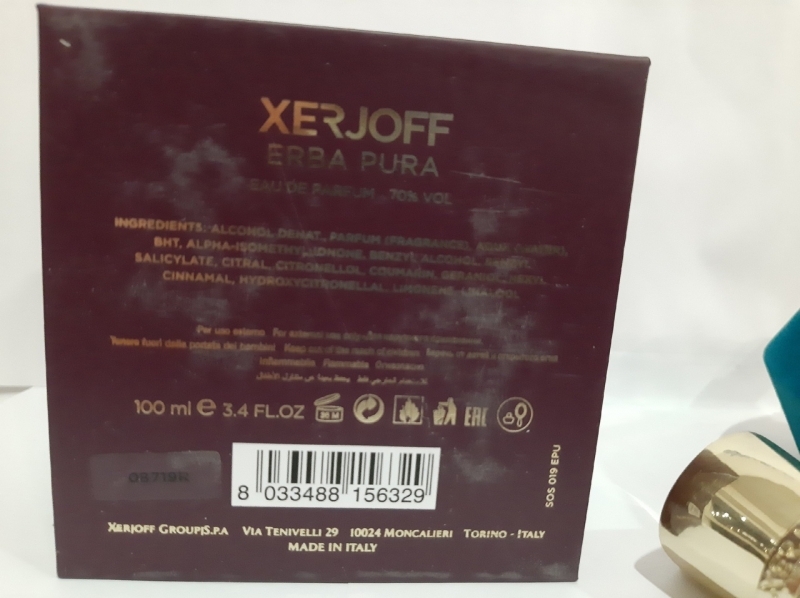 XERJOFF
ERBA PURA
EAU DE PARFUM - 70% VOL
INGREDIENTS: ALCOHOL DENAT., PARFUM (FRAGRANCE), AQUA (WATER),
BHT, ALPHA-ISOMETHYL IONONE, BENZYL ALCOHOL, BENZYL
SALICYLATE, CITRAL, CITRONELLOL, COUMARIN, GERANIOL, HEXYL
CINNAMAL, HYDROXYCITRONELLAL, LIMONENE, LINALOOL
Per uso esterno For external use only
Tenere fuori dalla portata dei bambini Keep out of the reach of children
Infiammabile Flammable
100 ml e 3.4 FL.OZ 36 M EAC
8 033488 156329
SOS 019 EPU
XERJOFF GROUP S.P.A VIA TENIVELLI 29 10024 MONCALIERI TORINO - ITALY
MADE IN ITALY